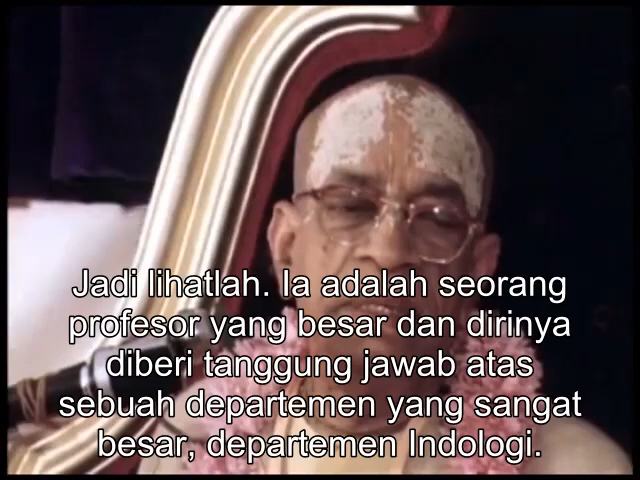 Jadi lihatlah. Ia adalah seorang
profesor yang besar dan dirinya
diberi tanggung jawab atas
sebuah departemen yang sangat
besar, departemen Indologi.